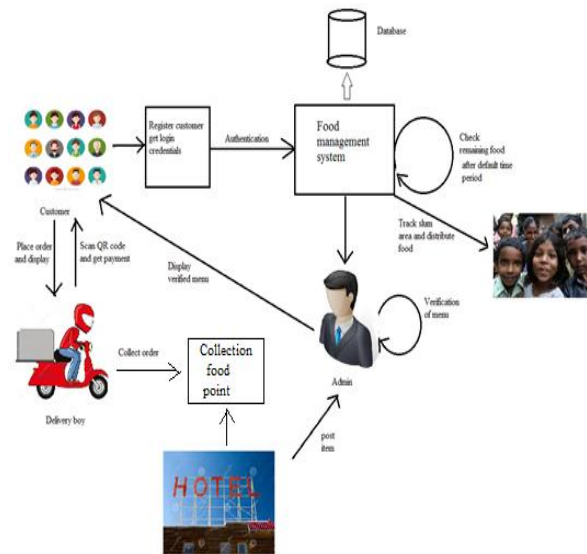 Database
Register customer
get login
credentials
Authentication
Food
management
system
Check
remaining food
after default time
period
Customer
Track slum
area and distribute
food
Place order
and display
Scan QR code
and get payment
Display
verified menu
Verification
of menu
Collect order
Collection
food
point
Admin
Delivery boy
post
item
HOTEL